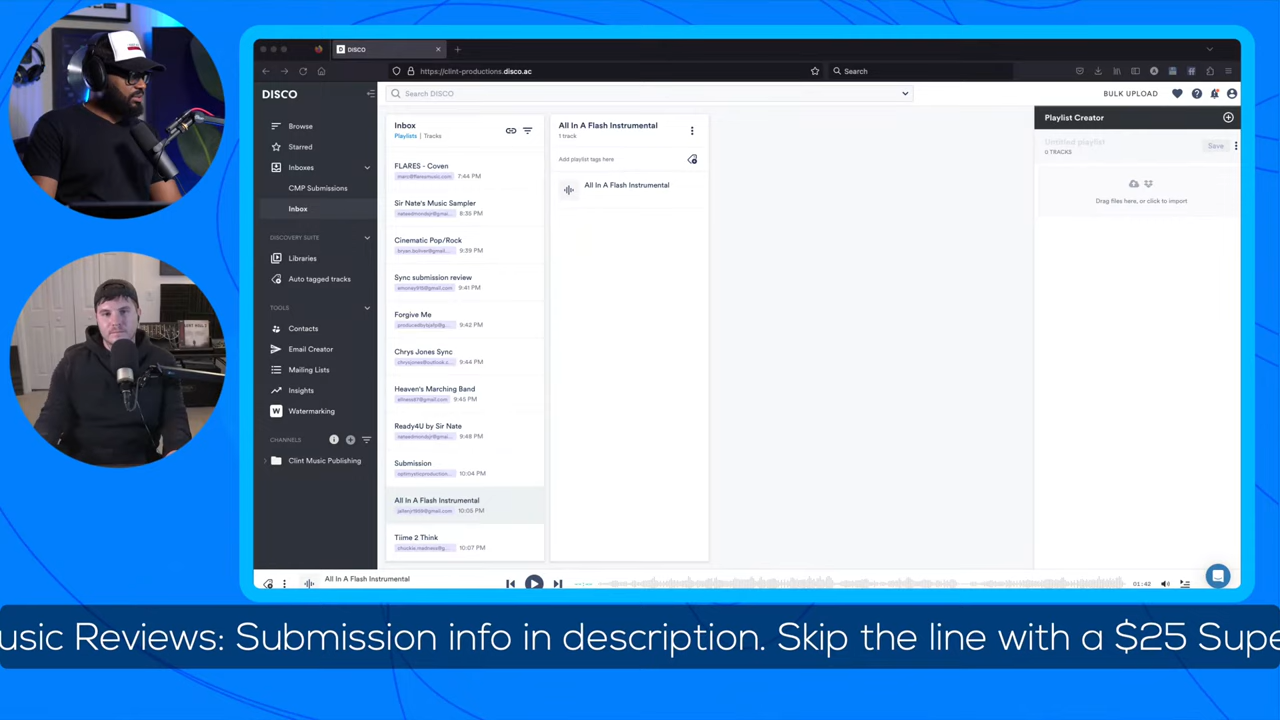 DISCO
https://clint-productions.disco.ac
Search
DISCO
Search DISCO
BULK UPLOAD
Browse
Starred
Inboxes
CMP Submissions
Inbox
DISCOVERY SUITE
Libraries
Auto tagged tracks
TOOLS
Contacts
Email Creator
Mailing Lists
Insights
W Watermarking
CHANNELS
Clint Music Publishing
Inbox
Playlists Tracks
FLARES - Coven
7:44 PM
Sir Nate's Music Sampler
8:35 PM
Cinematic Pop/Rock
9:39 PM
Sync submission review
9:41 PM
Forgive Me
9:42 PM
Chrys Jones Sync
9:44 PM
Heaven's Marching Band
9:45 PM
Ready4U by Sir Nate
9:48 PM
Submission
10:04 PM
All In A Flash Instrumental
10:05 PM
Tiime 2 Think
10:07 PM
All In A Flash Instrumental
1 track
Add playlist tags here
All In A Flash Instrumental
Playlist Creator
Untitled playlist
0 TRACKS
Save
Drag files here, or click to import
All In A Flash Instrumental
--:--
01:42
usic Reviews: Submission info in description. Skip the line with a $25 Supe